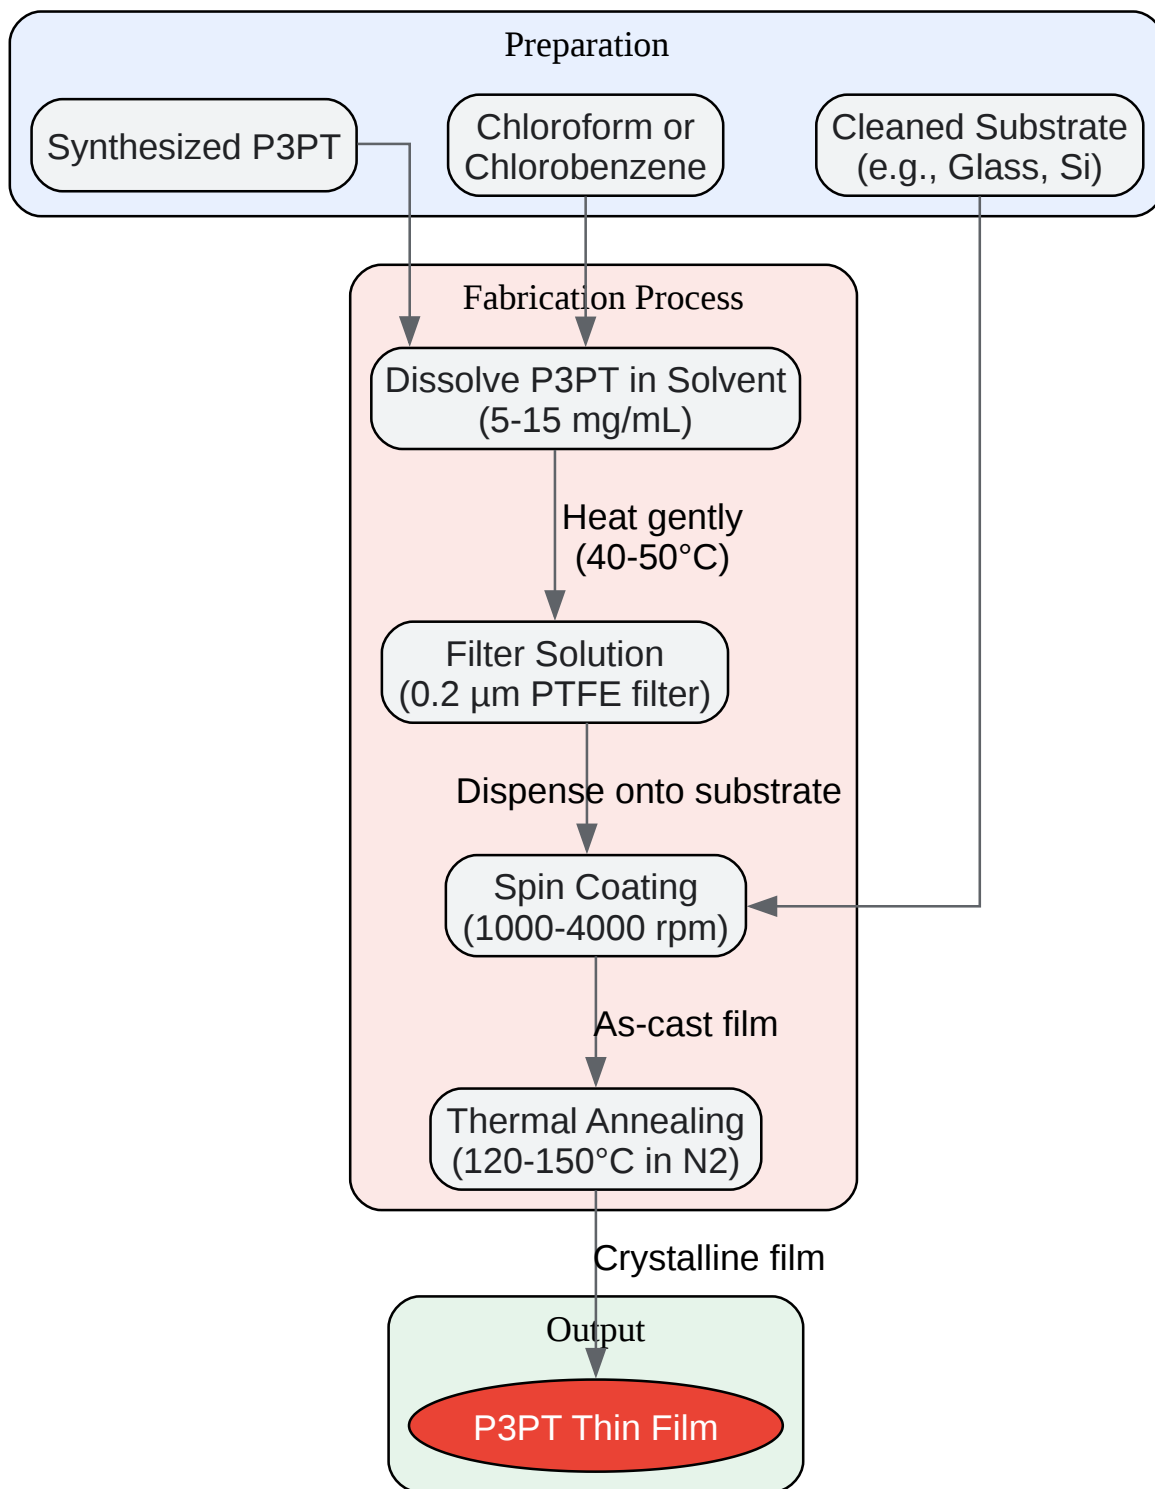 Preparation
Synthesized P3PT
Chloroform or
Chlorobenzene
Cleaned Substrate
(e.g., Glass, Si)
Fabrication Process
Dissolve P3PT in Solvent
(5-15 mg/mL)
Heat gently
(40-50°C)
Filter Solution
(0.2 µm PTFE filter)
Dispense onto substrate
Spin Coating
(1000-4000 rpm)
As-cast film
Thermal Annealing
(120-150°C in N2)
Crystalline film
Output
P3PT Thin Film